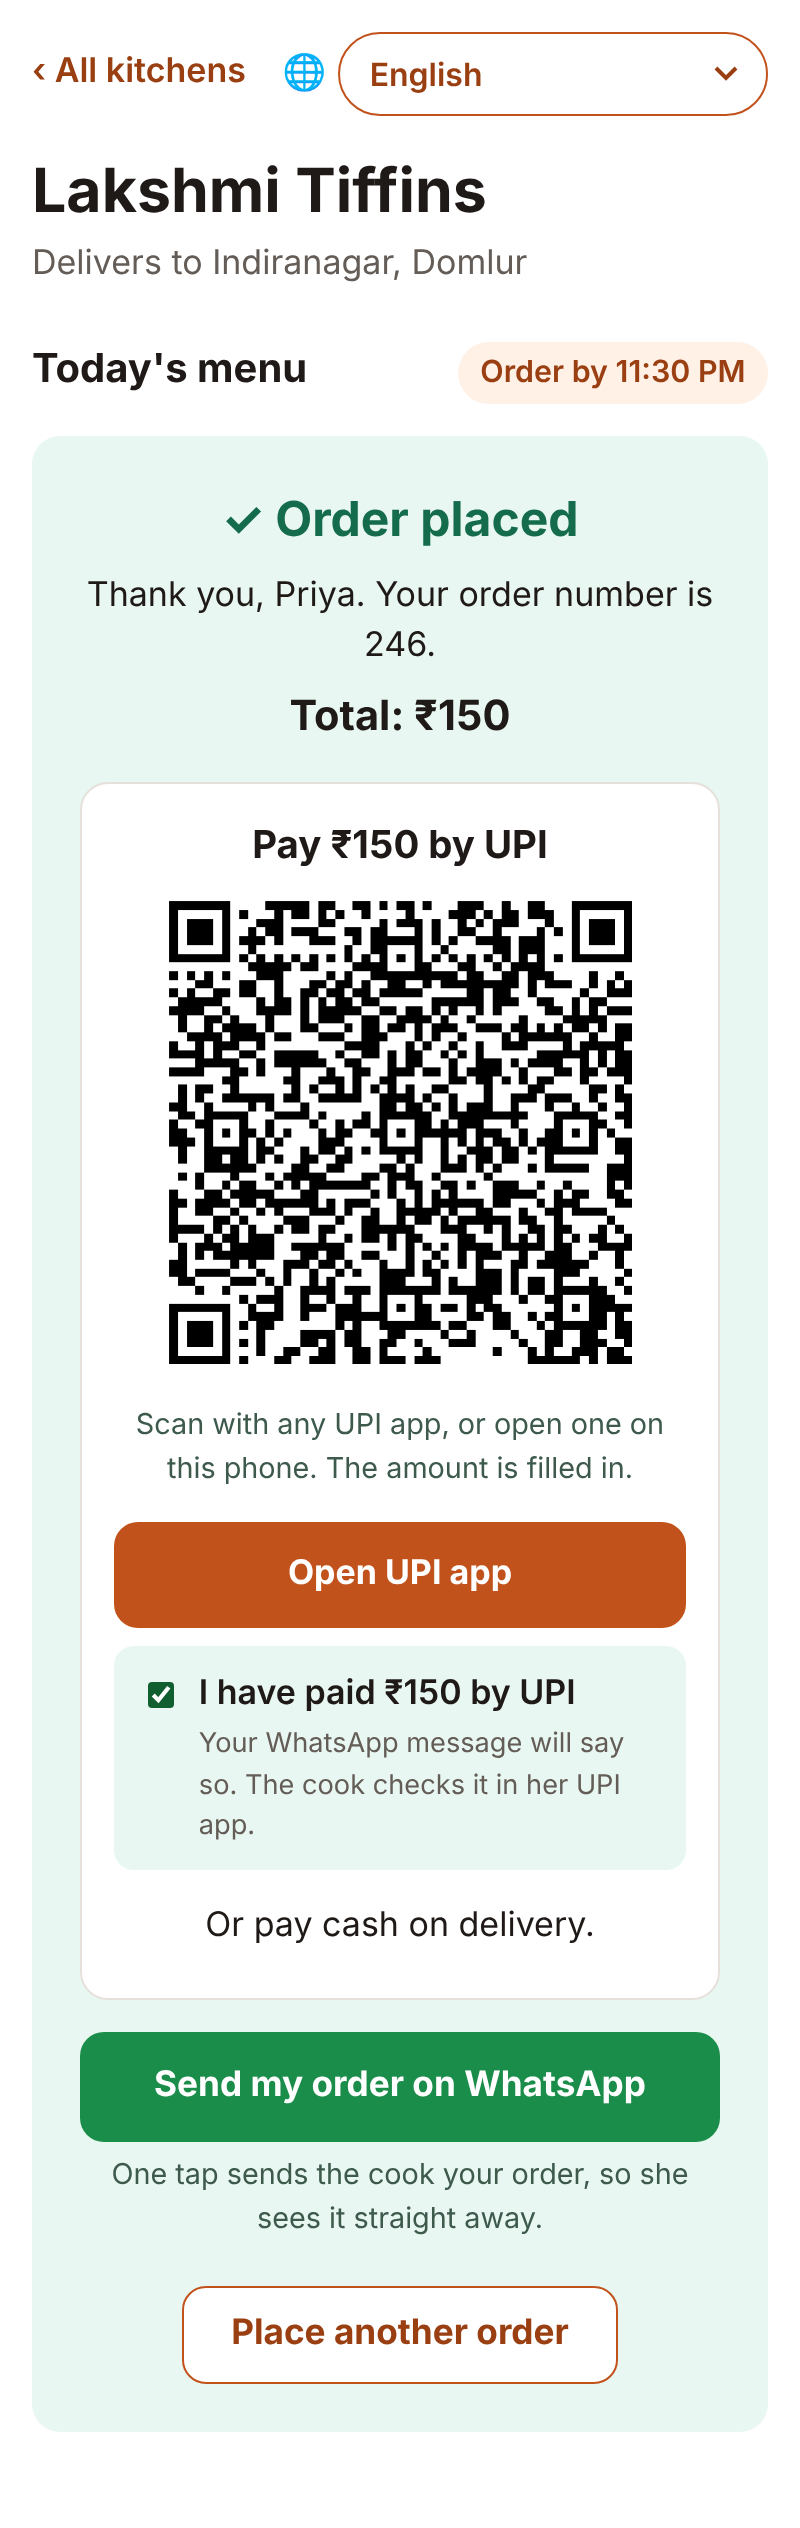 ‹ All kitchens
English
Lakshmi Tiffins
Delivers to Indiranagar, Domlur
Today's menu
Order by 11:30 PM
✓ Order placed
Thank you, Priya. Your order number is
246.
Total: ₹150
Pay ₹150 by UPI
Scan with any UPI app, or open one on
this phone. The amount is filled in.
Open UPI app
I have paid ₹150 by UPI
Your WhatsApp message will say
so. The cook checks it in her UPI
app.
Or pay cash on delivery.
Send my order on WhatsApp
One tap sends the cook your order, so she
sees it straight away.
Place another order